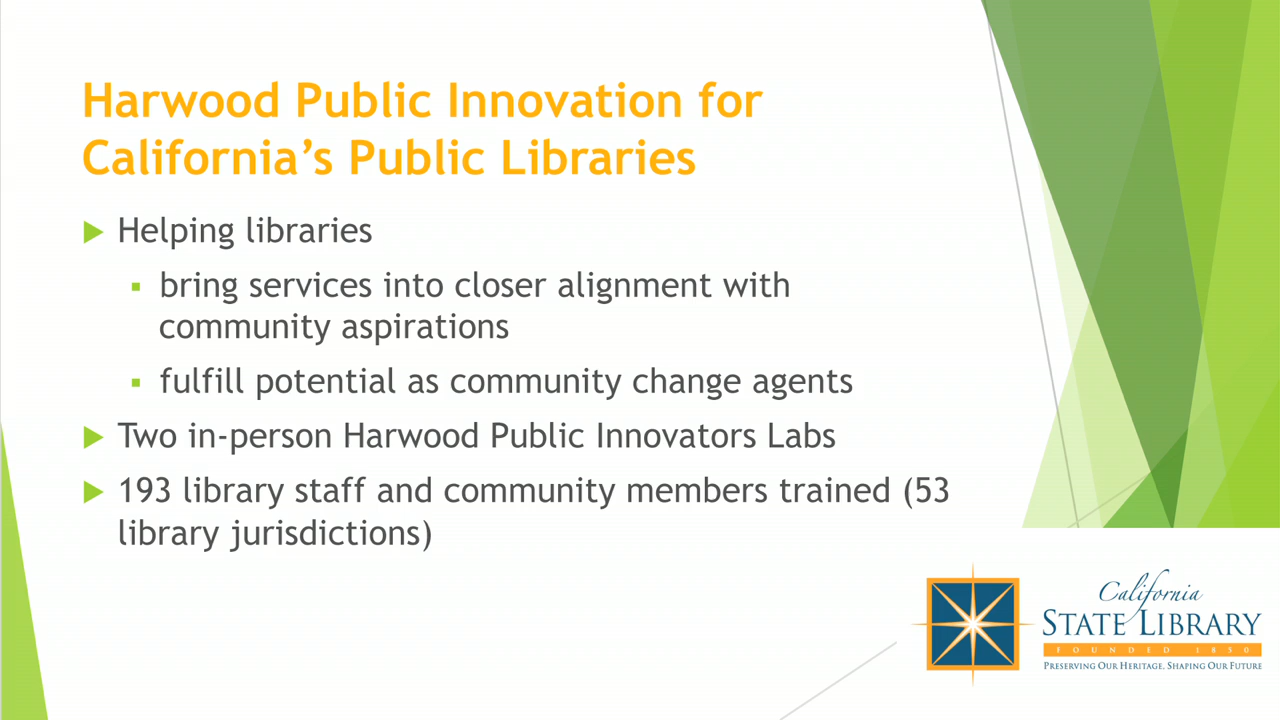 Harwood Public Innovation for
California’s Public Libraries
Helping libraries
bring services into closer alignment with
community aspirations
fulfill potential as community change agents
Two in-person Harwood Public Innovators Labs
193 library staff and community members trained (53
library jurisdictions)
California
STATE LIBRARY
FOUNDED 1850
PRESERVING OUR HERITAGE, SHAPING OUR FUTURE